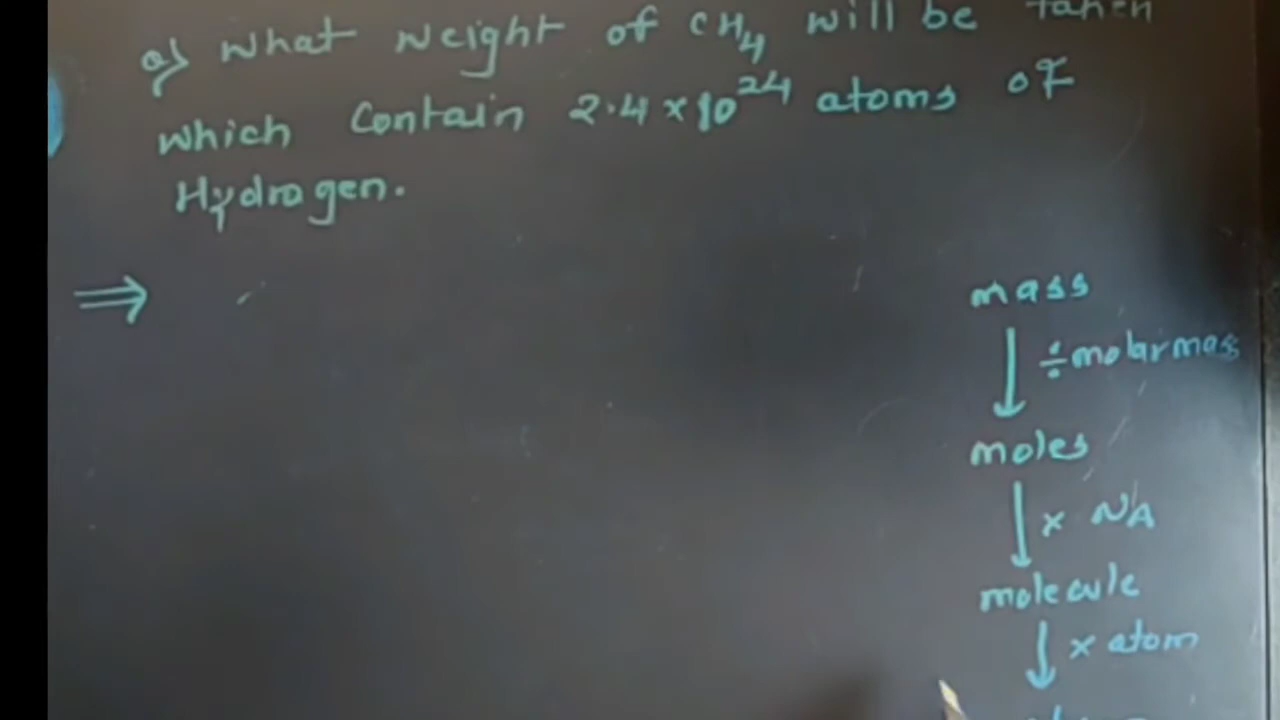 Q) What weight of CH4 will be taken
which contain 2.4 × 10^24 atoms of
Hydrogen.
⇒
mass
↓ ÷ molar mass
moles
↓ × NA
molecule
↓ × atom